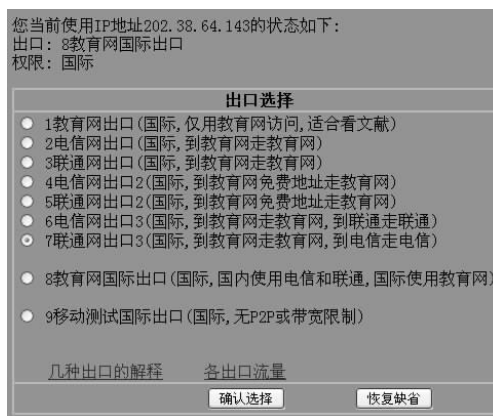 您当前使用IP地址202.38.64.143的状态如下:
出口: 8教育网国际出口
权限: 国际
出口选择
1教育网出口(国际,仅用教育网访问,适合看文献)
2电信网出口(国际,到教育网走教育网)
3联通网出口(国际,到教育网走教育网)
4电信网出口2(国际,到教育网免费地址走教育网)
5联通网出口2(国际,到教育网免费地址走教育网)
6电信网出口3(国际,到教育网走教育网,到联通走联通)
7联通网出口3(国际,到教育网走教育网,到电信走电信)
8教育网国际出口(国际,国内使用电信和联通,国际使用教育网)
9移动测试国际出口(国际,无P2P或带宽限制)
几种出口的解释 各出口流量
确认选择 恢复缺省